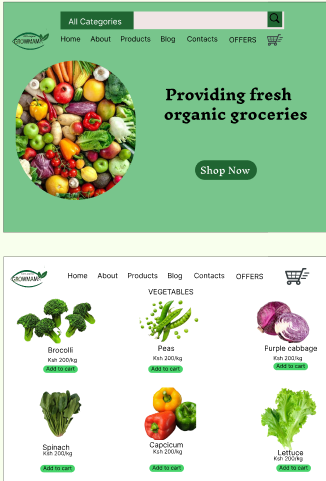 All Categories
GROWMAMA
Home About Products Blog Contacts OFFERS
Providing fresh
organic groceries
Shop Now
GROWMAMA
Home About Products Blog Contacts OFFERS
VEGETABLES
Brocolli Peas Furple cabbage
Ksh 200/kg Ksh 200/kg Ksh 200/kg
Add to cart Add to cart Add to cart
Spinach Capcicum Lettuce
Ksh 200/kg Ksh 200/kg Ksh 200/kg
Add to cart Add to cart Add to cart